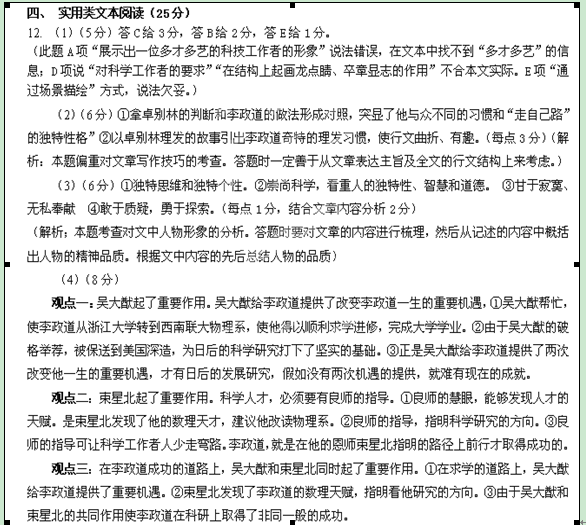 四、 实用类文本阅读（25分）
12. （1）（5分）答C给3分，答B给2分，答E给1分。
（此题A项“展示出一位多才多艺的科技工作者的形象”说法错误，在文本中找不到“多才多艺”的信
息；D项说“对科学工作者的要求”“在结构上起画龙点睛、卒章显志的作用”不合本文实际。E项“通
过场景描绘”方式，说法欠妥。）
（2）（6分）①拿卓别林的判断和李政道的做法形成对照，突显了他与众不同的习惯和“走自己路”
的独特性格”②以卓别林理发的故事引出李政道奇特的理发习惯，使行文曲折、有趣。（每点3分）（解
析：本题偏重对文章写作技巧的考查。答题时一定善于从文章表达主旨及全文的行文结构上来考虑。）
（3）（6分）①独特思维和独特个性。②崇尚科学，看重人的独特性、智慧和道德。 ③甘于寂寞、
无私奉献 ④敢于质疑，勇于探索。（每点1分，结合文章内容分析2分）
（解析：本题考查对文中人物形象的分析。答题时要对文章的内容进行梳理，然后从记述的内容中概括
出人物的精神品质。根据文中内容的先后总结人物的品质）
（4）（8分）
观点一：吴大猷起了重要作用。吴大猷给李政道提供了改变李政道一生的重要机遇，①吴大猷帮忙，
使李政道从浙江大学转到西南联大物理系，使他得以顺利求学进修，完成大学学业。②由于吴大猷的破
格举荐，被保送到美国深造，为日后的科学研究打下了坚实的基础。③正是吴大猷给李政道提供了两次
改变他一生的重要机遇，才有日后的发展研究，假如没有两次机遇的提供，就难有现在的成就。
观点二：束星北起了重要作用。科学人才，必须要有良师的指导。①良师的慧眼，能够发现人才的
天赋。是束星北发现了他的数理天才，建议他改读物理系。②良师的指导，指明科学研究的方向。③良
师的指导可让科学工作者人少走弯路。李政道，就是在他的恩师束星北指明的路径上前行才取得成功的。
观点三：在李政道成功的道路上，吴大猷和束星北同时起了重要作用。①在求学的道路上，吴大猷
给李政道提供了重要机遇。②束星北发现了李政道的数理天赋，指明看他研究的方向。③由于吴大猷和
束星北的共同作用使李政道在科研上取得了非同一般的成功。